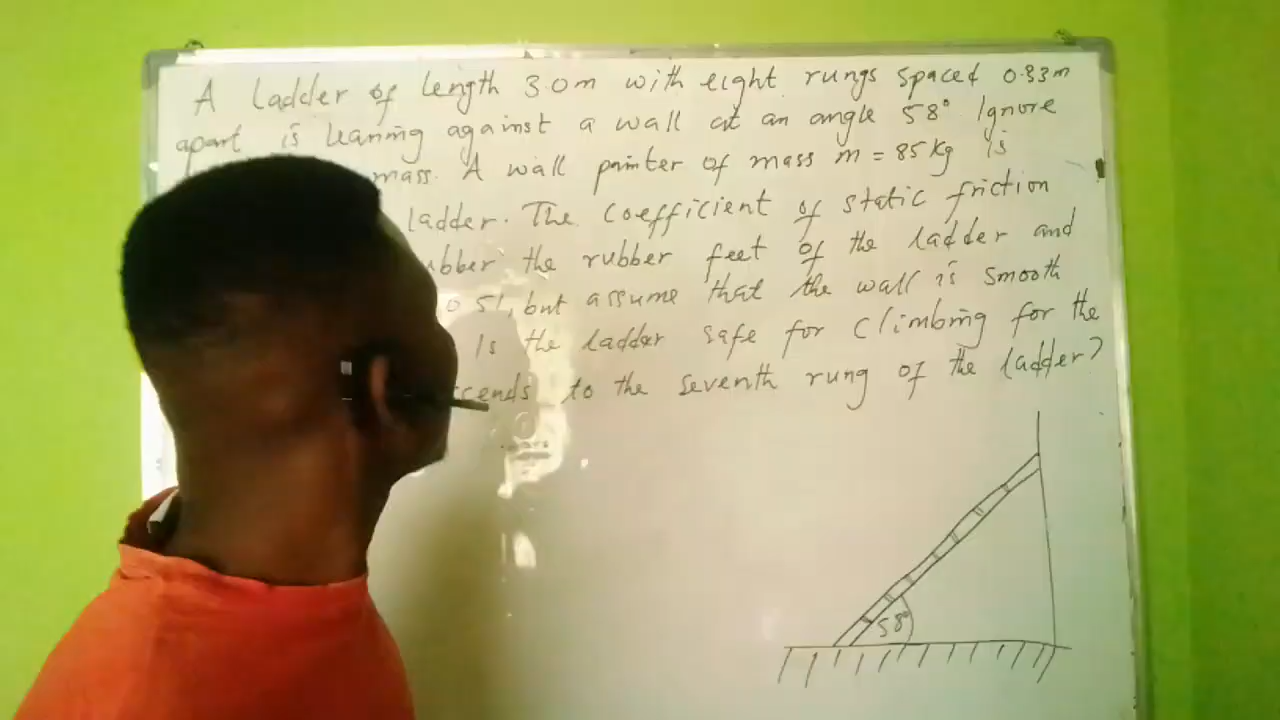 A ladder of length 3.0m with eight rungs spaced 0.33m
apart is leaning against a wall at an angle 58° Ignore
mass. A wall painter of mass m = 85kg is
ladder. The coefficient of static friction
ubber the rubber feet of the ladder and
0.51, but assume that the wall is smooth
Is the ladder safe for climbing for the
cends to the seventh rung of the ladder?
58°